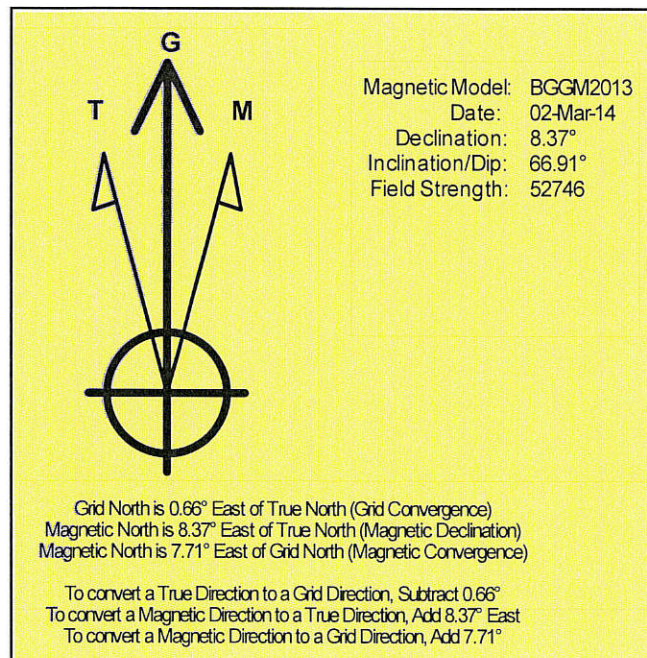 G
T M
Magnetic Model: BGGM2013
Date: 02-Mar-14
Declination: 8.37°
Inclination/Dip: 66.91°
Field Strength: 52746
Grid North is 0.66° East of True North (Grid Convergence)
Magnetic North is 8.37° East of True North (Magnetic Declination)
Magnetic North is 7.71° East of Grid North (Magnetic Convergence)
To convert a True Direction to a Grid Direction, Subtract 0.66°
To convert a Magnetic Direction to a True Direction, Add 8.37° East
To convert a Magnetic Direction to a Grid Direction, Add 7.71°